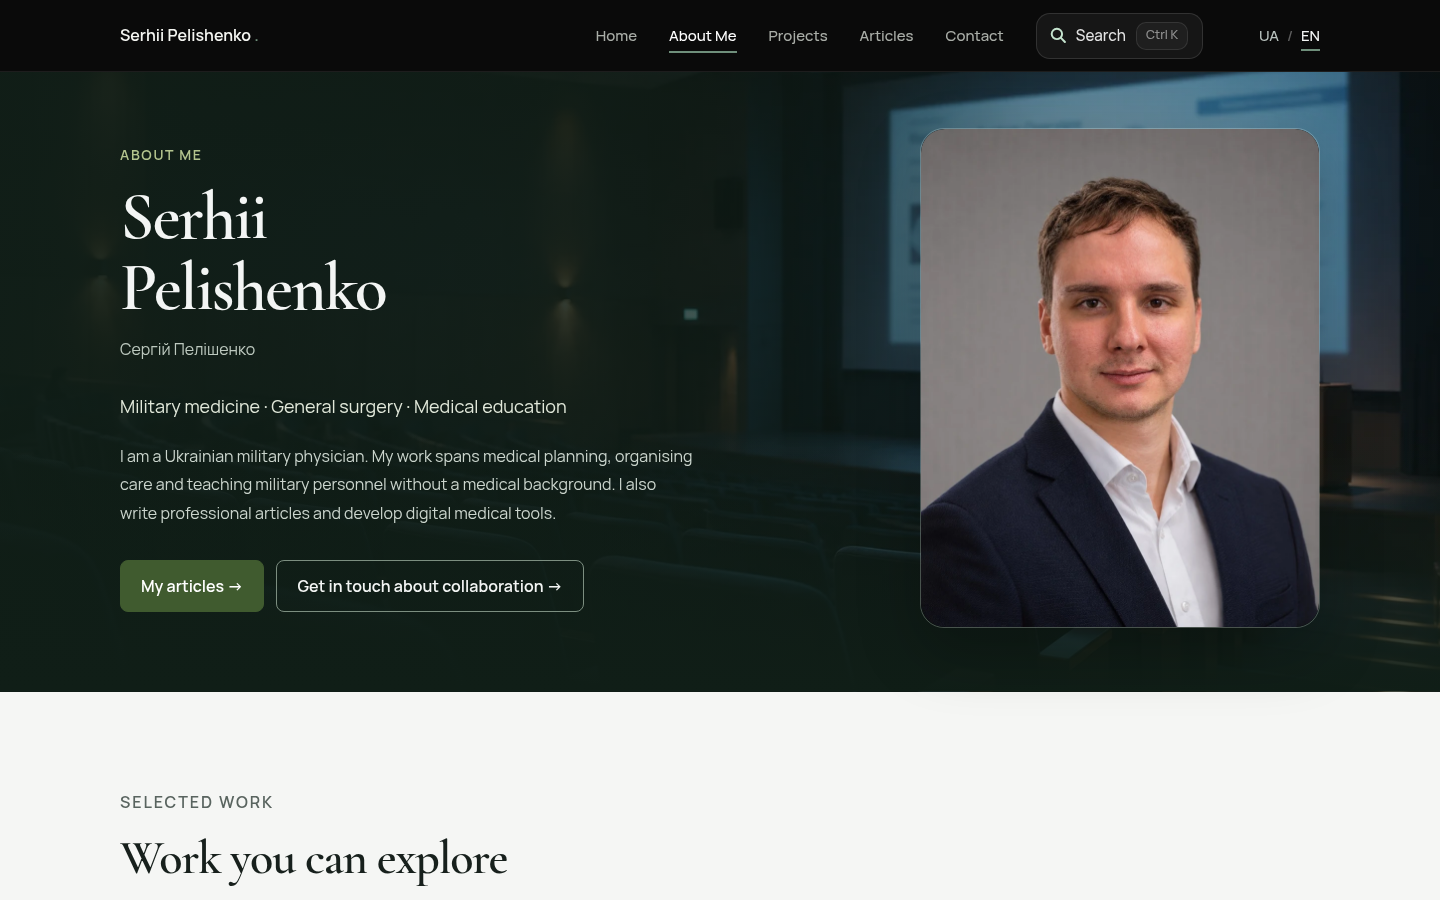 Serhii Pelishenko .
Home
About Me
Projects
Articles
Contact
Search
Ctrl K
UA / EN
ABOUT ME
Serhii
Pelishenko
Сергій Пелішенко
Military medicine · General surgery · Medical education
I am a Ukrainian military physician. My work spans medical planning, organising
care and teaching military personnel without a medical background. I also
write professional articles and develop digital medical tools.
My articles →
Get in touch about collaboration →
SELECTED WORK
Work you can explore